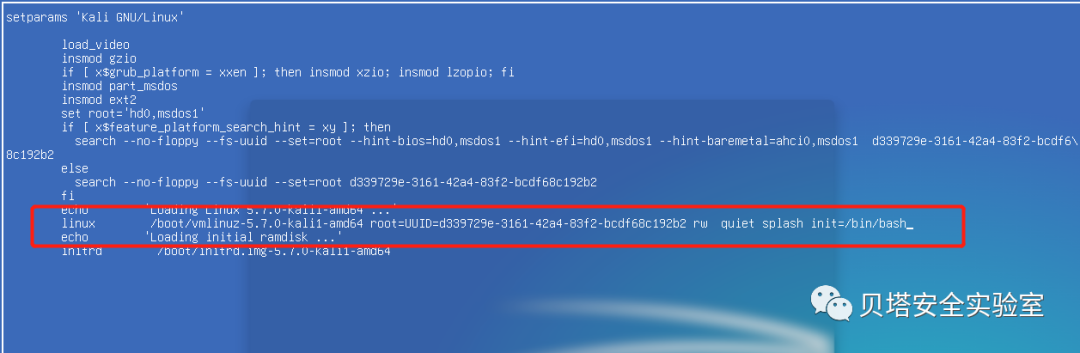 setparams 'Kali GNU/Linux'
load_video
insmod gzio
if [ x$grub_platform = xxen ]; then insmod xzio; insmod lzopio; fi
insmod part_msdos
insmod ext2
set root='hd0,msdos1'
if [ x$feature_platform_search_hint = xy ]; then
search --no-floppy --fs-uuid --set=root --hint-bios=hd0,msdos1 --hint-efi=hd0,msdos1 --hint-baremetal=ahci0,msdos1  d339729e-3161-42a4-83f2-bcdf6\
8c192b2
else
search --no-floppy --fs-uuid --set=root d339729e-3161-42a4-83f2-bcdf68c192b2
fi
echo 'Loading Linux 5.7.0-kali1-amd64 ...'
linux /boot/vmlinuz-5.7.0-kali1-amd64 root=UUID=d339729e-3161-42a4-83f2-bcdf68c192b2 rw  quiet splash init=/bin/bash_
echo 'Loading initial ramdisk ...'
initrd /boot/initrd.img-5.7.0-kali1-amd64
贝塔安全实验室